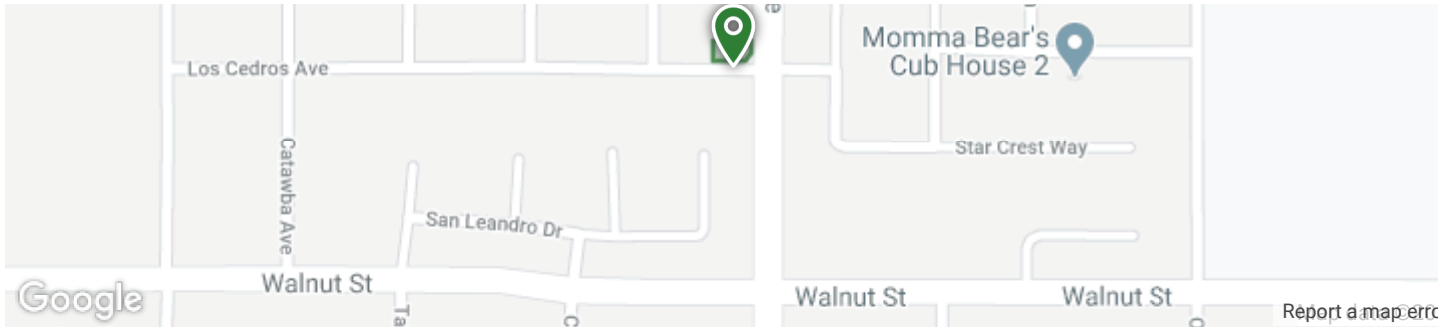 Momma Bear's
Cub House 2
Los Cedros Ave
Catawba Ave
Star Crest Way
San Leandro Dr
Walnut St
Walnut St
Walnut St
Google
Report a map erro